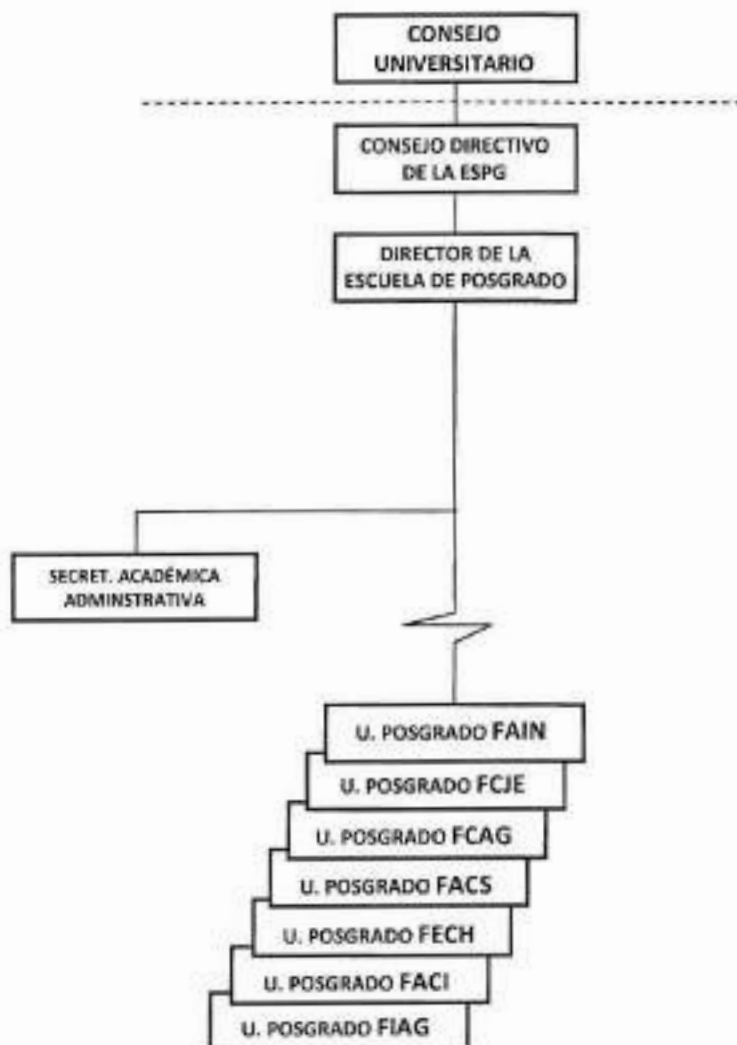 CONSEJO
UNIVERSITARIO
CONSEJO DIRECTIVO
DE LA ESPG
DIRECTOR DE LA
ESCUELA DE POSGRADO
SECRET. ACADÉMICA
ADMINSTRATIVA
U. POSGRADO FAIN
U. POSGRADO FCJE
U. POSGRADO FCAG
U. POSGRADO FACS
U. POSGRADO FECH
U. POSGRADO FACI
U. POSGRADO FIAG